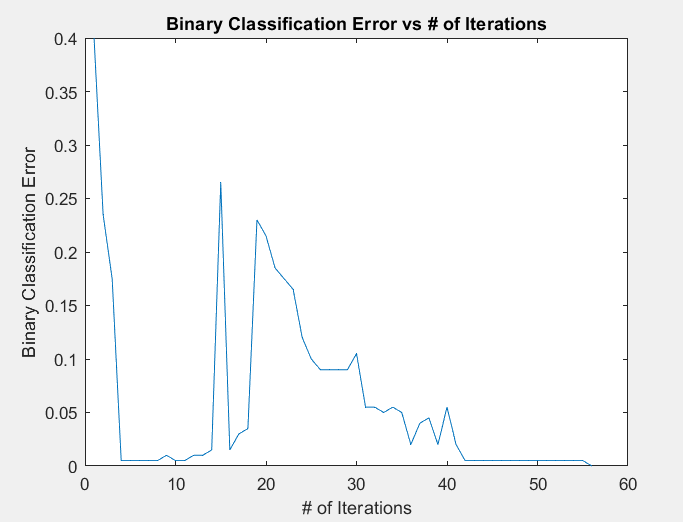 Binary Classification Error vs # of Iterations
0.4
0.35
0.3
0.25
0.2
0.15
0.1
0.05
0
Binary Classification Error
0 10 20 30 40 50 60
# of Iterations